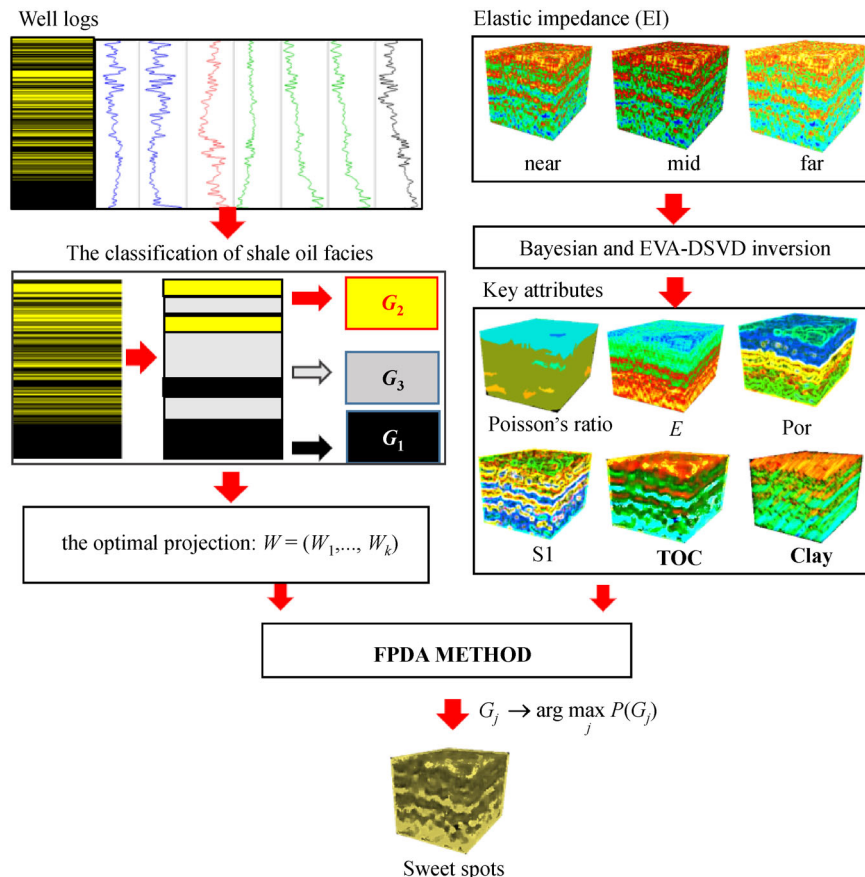 Well logs
The classification of shale oil facies
G₂
G₃
G₁
the optimal projection: W = (W₁,..., Wₖ)
Elastic impedance (EI)
near mid far
Bayesian and EVA-DSVD inversion
Key attributes
Poisson's ratio E Por
S1 TOC Clay
FPDA METHOD
Gⱼ → arg max P(Gⱼ)
j
Sweet spots